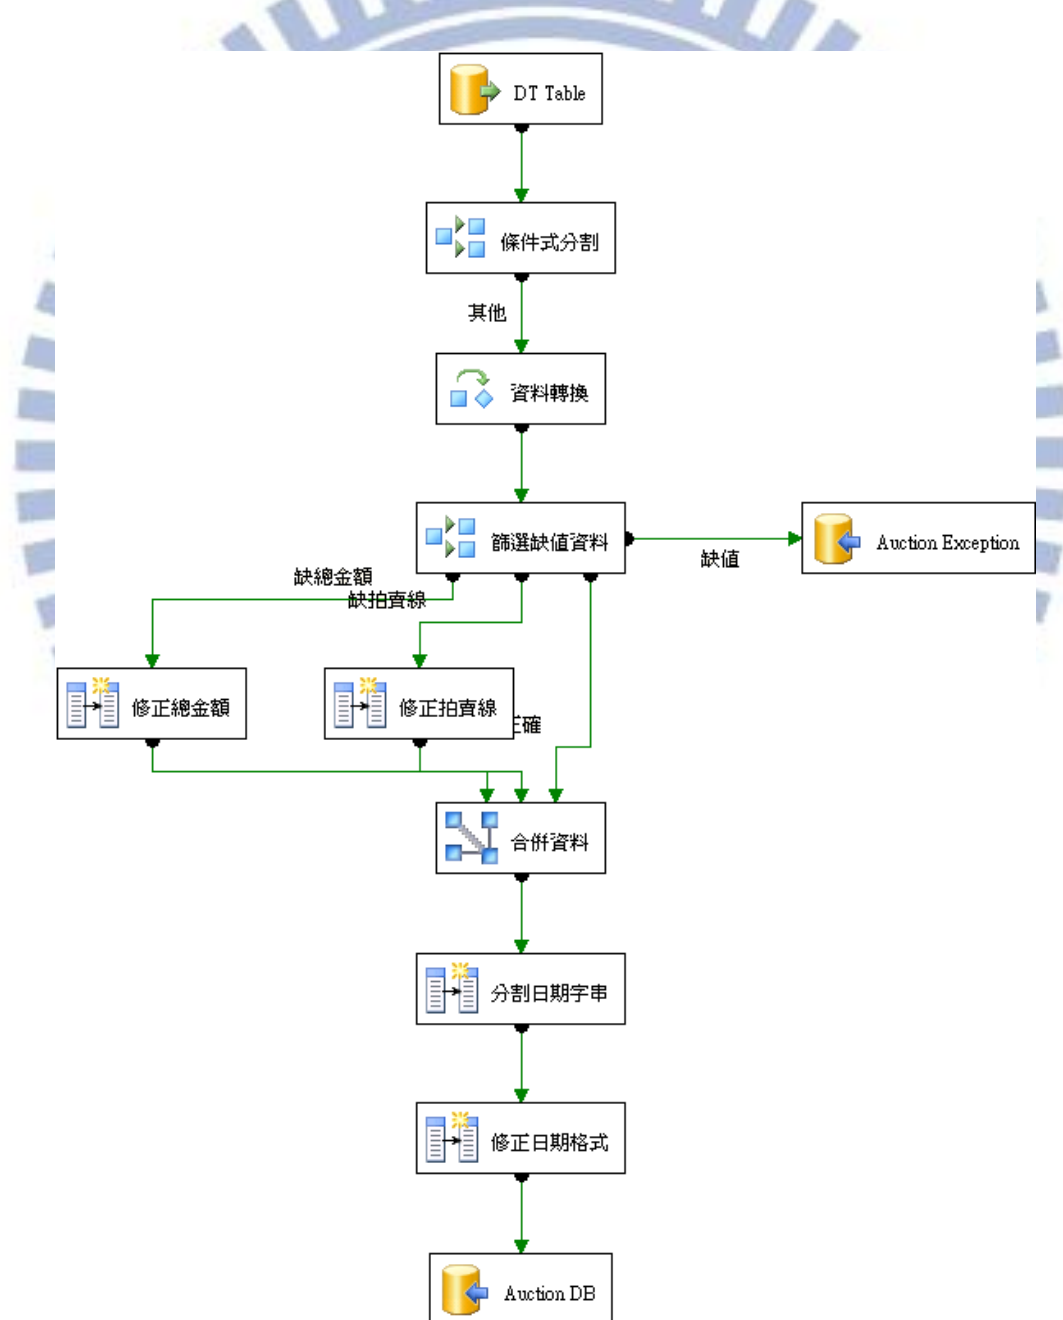 DT Table
條件式分割
其他
資料轉換
篩選缺值資料
缺值
Auction Exception
缺總金額
缺拍賣線
修正總金額
修正拍賣線
正確
合併資料
分割日期字串
修正日期格式
Auction DB